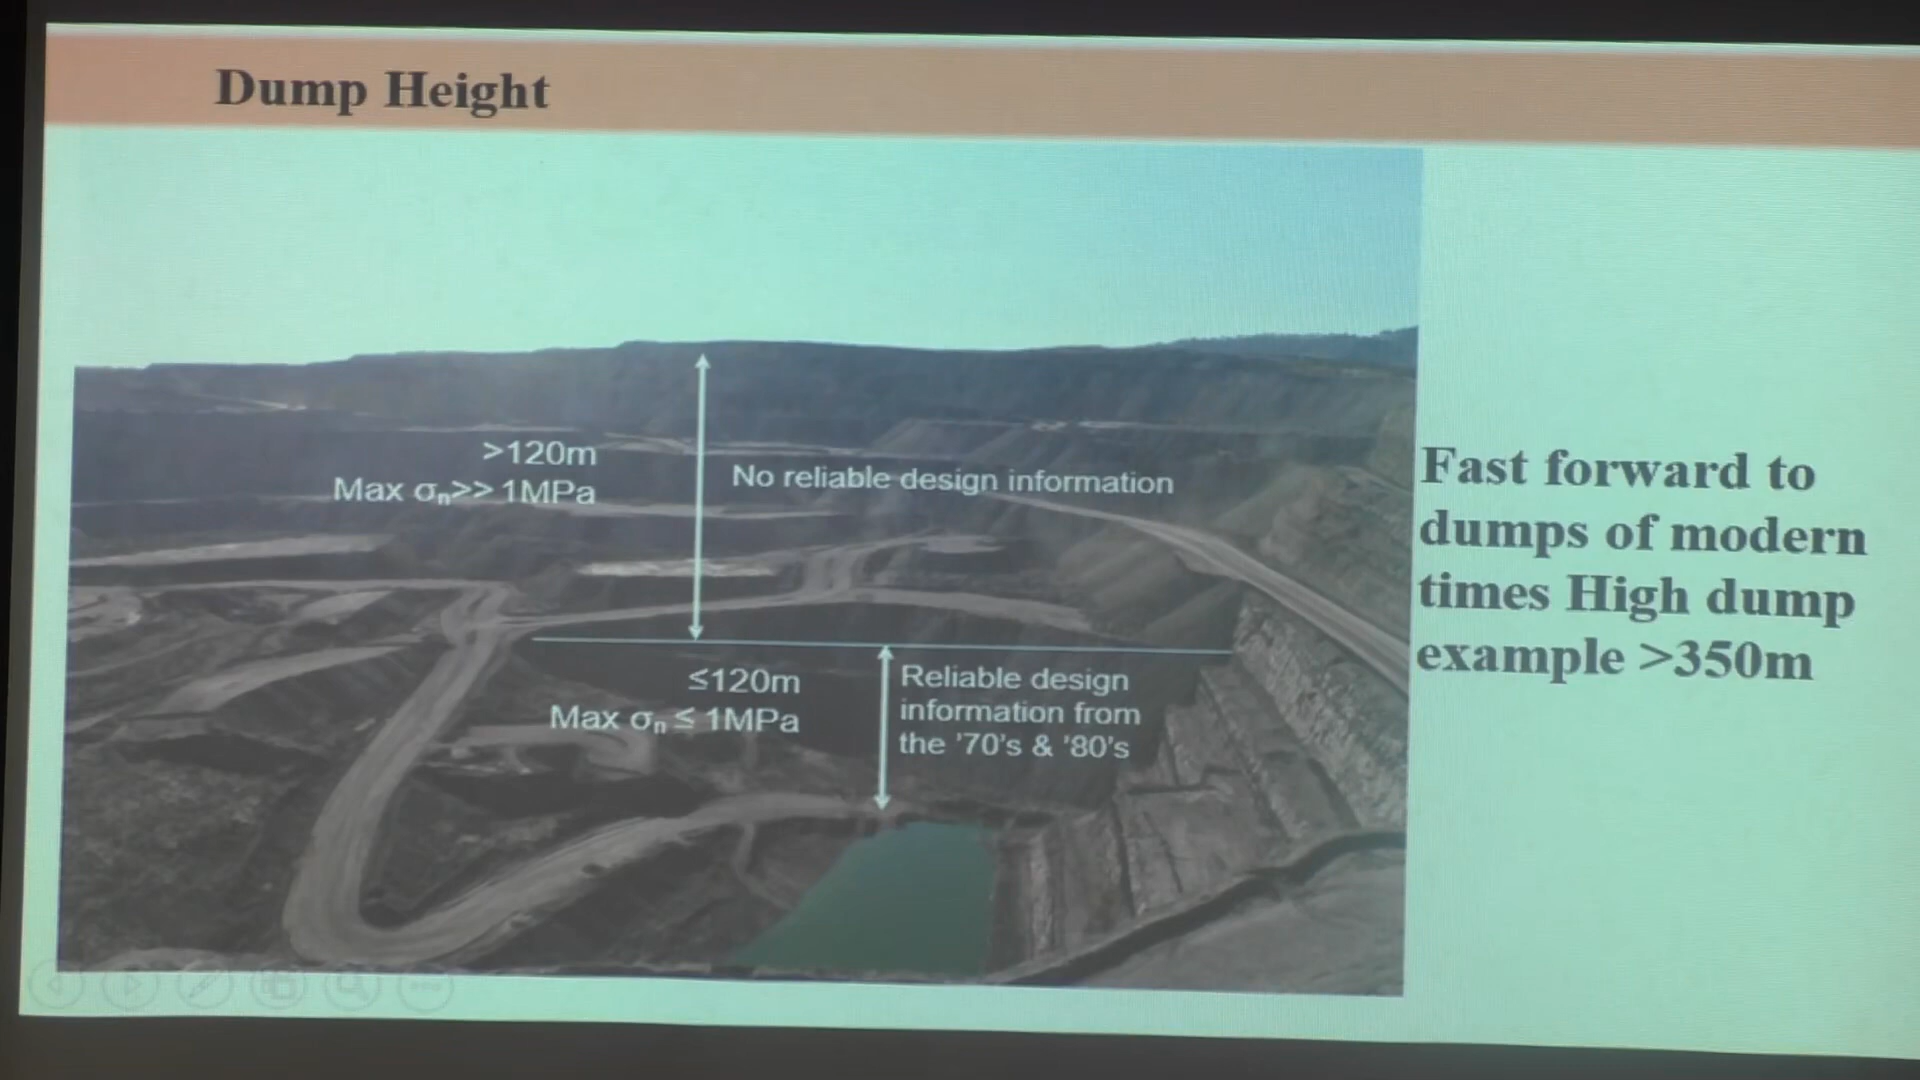 Dump Height
>120m
Max σn>> 1MPa
No reliable design information
≤120m
Max σn ≤ 1MPa
Reliable design
information from
the '70's & '80's
Fast forward to
dumps of modern
times High dump
example >350m